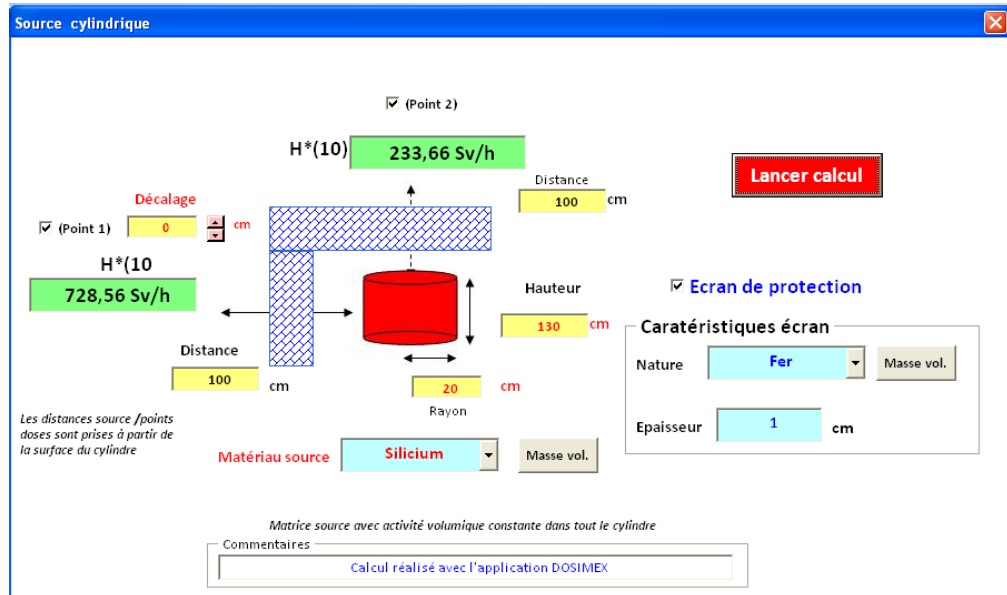 Source cylindrique
(Point 2)
H*(10) 233,66 Sv/h
Lancer calcul
Distance
100 cm
Décalage
(Point 1) 0 cm
H*(10
728,56 Sv/h
Hauteur
130 cm
Ecran de protection
Caratéristiques écran
Nature Fer Masse vol.
Epaisseur 1 cm
Distance
100 cm
20 cm
Rayon
Les distances source /points
doses sont prises à partir de
la surface du cylindre
Matériau source Silicium Masse vol.
Matrice source avec activité volumique constante dans tout le cylindre
Commentaires
Calcul réalisé avec l'application DOSIMEX